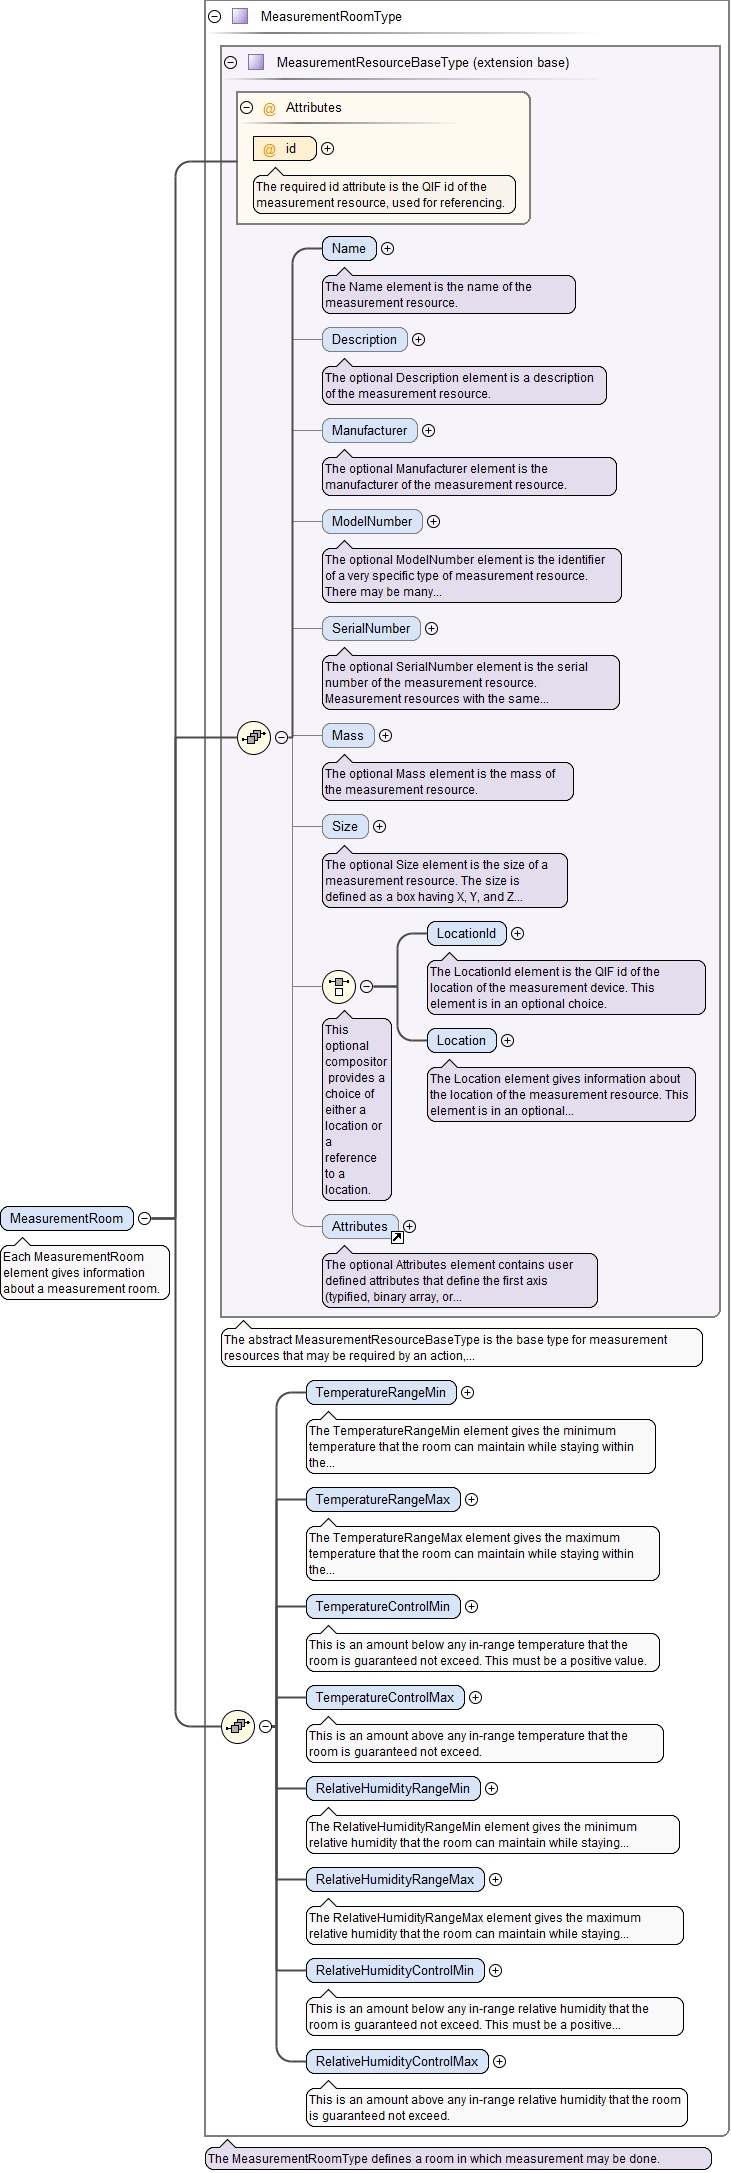 MeasurementRoomType
MeasurementResourceBaseType (extension base)
@ Attributes
@ id
The required id attribute is the QIF id of the
measurement resource, used for referencing.
Name
The Name element is the name of the
measurement resource.
Description
The optional Description element is a description
of the measurement resource.
Manufacturer
The optional Manufacturer element is the
manufacturer of the measurement resource.
ModelNumber
The optional ModelNumber element is the identifier
of a very specific type of measurement resource.
There may be many...
SerialNumber
The optional SerialNumber element is the serial
number of the measurement resource.
Measurement resources with the same...
Mass
The optional Mass element is the mass of
the measurement resource.
Size
The optional Size element is the size of a
measurement resource. The size is
defined as a box having X, Y, and Z...
LocationId
The LocationId element is the QIF id of the
location of the measurement device. This
element is in an optional choice.
Location
The Location element gives information about
the location of the measurement resource. This
element is in an optional...
This
optional
compositor
provides a
choice of
either a
location or
a
reference
to a
location.
Attributes
The optional Attributes element contains user
defined attributes that define the first axis
(typified, binary array, or...
MeasurementRoom
Each MeasurementRoom
element gives information
about a measurement room.
The abstract MeasurementResourceBaseType is the base type for measurement
resources that may be required by an action,...
TemperatureRangeMin
The TemperatureRangeMin element gives the minimum
temperature that the room can maintain while staying within
the...
TemperatureRangeMax
The TemperatureRangeMax element gives the maximum
temperature that the room can maintain while staying within
the...
TemperatureControlMin
This is an amount below any in-range temperature that the
room is guaranteed not exceed. This must be a positive value.
TemperatureControlMax
This is an amount above any in-range temperature that the
room is guaranteed not exceed.
RelativeHumidityRangeMin
The RelativeHumidityRangeMin element gives the minimum
relative humidity that the room can maintain while staying...
RelativeHumidityRangeMax
The RelativeHumidityRangeMax element gives the maximum
relative humidity that the room can maintain while staying...
RelativeHumidityControlMin
This is an amount below any in-range relative humidity that the
room is guaranteed not exceed. This must be a positive...
RelativeHumidityControlMax
This is an amount above any in-range relative humidity that the room
is guaranteed not exceed.
The MeasurementRoomType defines a room in which measurement may be done.